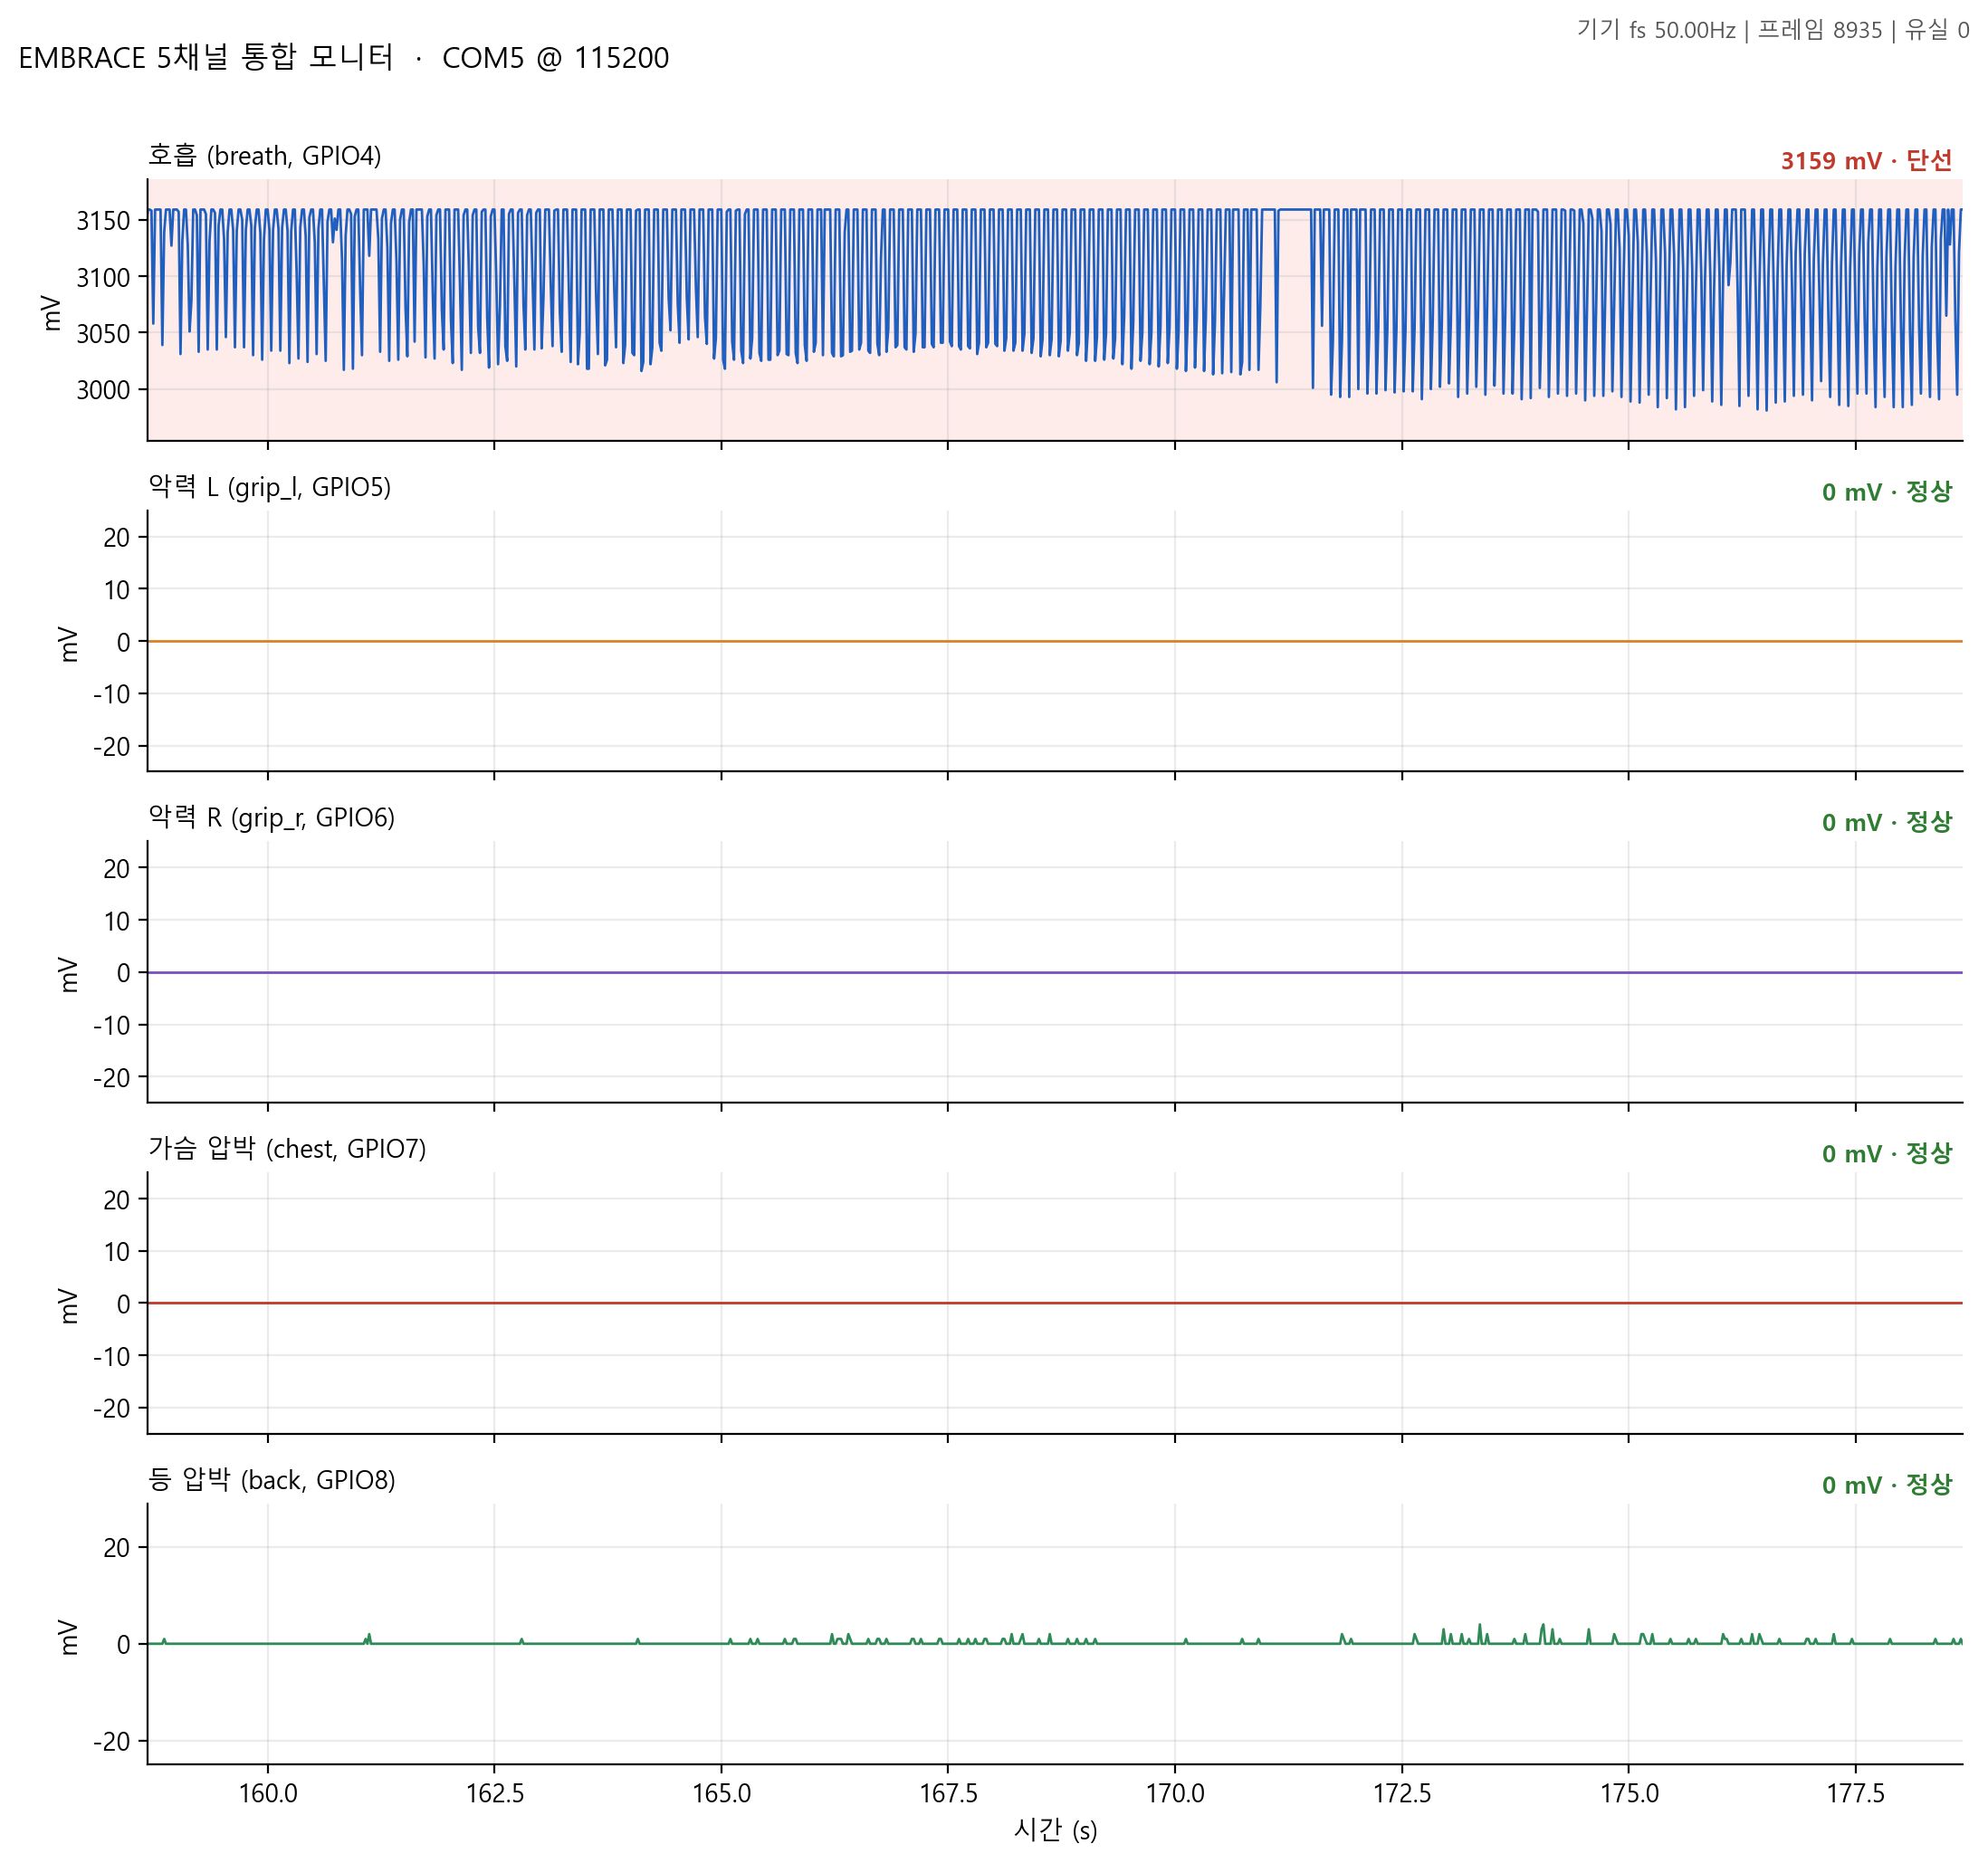 기기 fs 50.00Hz | 프레임 8935 | 유실 0
EMBRACE 5채널 통합 모니터 · COM5 @ 115200
호흡 (breath, GPIO4)
3159 mV · 단선
3150
3100
3050
3000
mV
악력 L (grip_l, GPIO5)
0 mV · 정상
20
10
0
-10
-20
mV
악력 R (grip_r, GPIO6)
0 mV · 정상
20
10
0
-10
-20
mV
가슴 압박 (chest, GPIO7)
0 mV · 정상
20
10
0
-10
-20
mV
등 압박 (back, GPIO8)
0 mV · 정상
20
0
-20
mV
160.0 162.5 165.0 167.5 170.0 172.5 175.0 177.5
시간 (s)